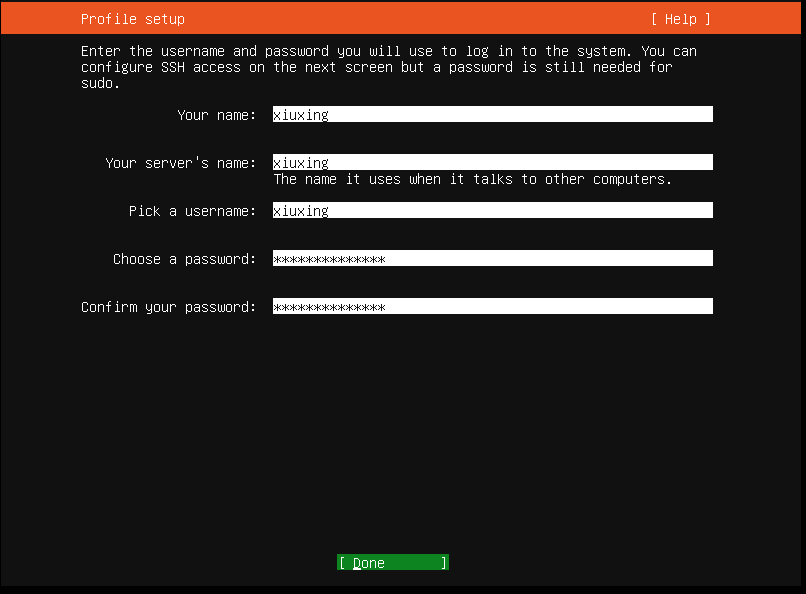 Profile setup [ Help ]
Enter the username and password you will use to log in to the system. You can
configure SSH access on the next screen but a password is still needed for
sudo.
Your name: xiuxing
Your server's name: xiuxing
The name it uses when it talks to other computers.
Pick a username: xiuxing
Choose a password: **************
Confirm your password: **************
[ Done ]